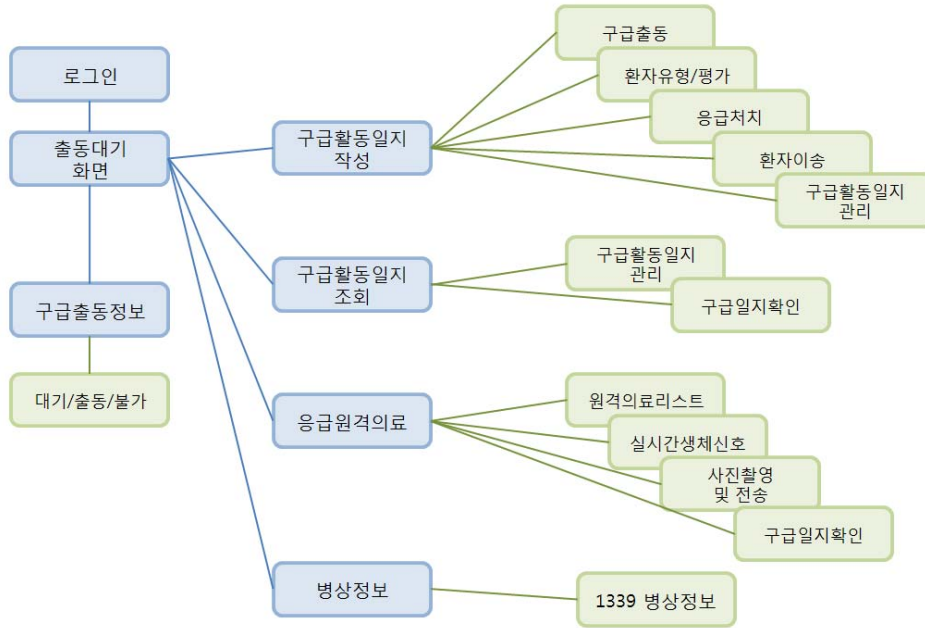 로그인
출동대기
화면
구급출동정보
대기/출동/불가
구급활동일지
작성
구급출동
환자유형/평가
응급처치
환자이송
구급활동일지
관리
구급활동일지
조회
구급활동일지
관리
구급일지확인
응급원격의료
원격의료리스트
실시간생체신호
사진촬영
및 전송
구급일지확인
병상정보
1339 병상정보